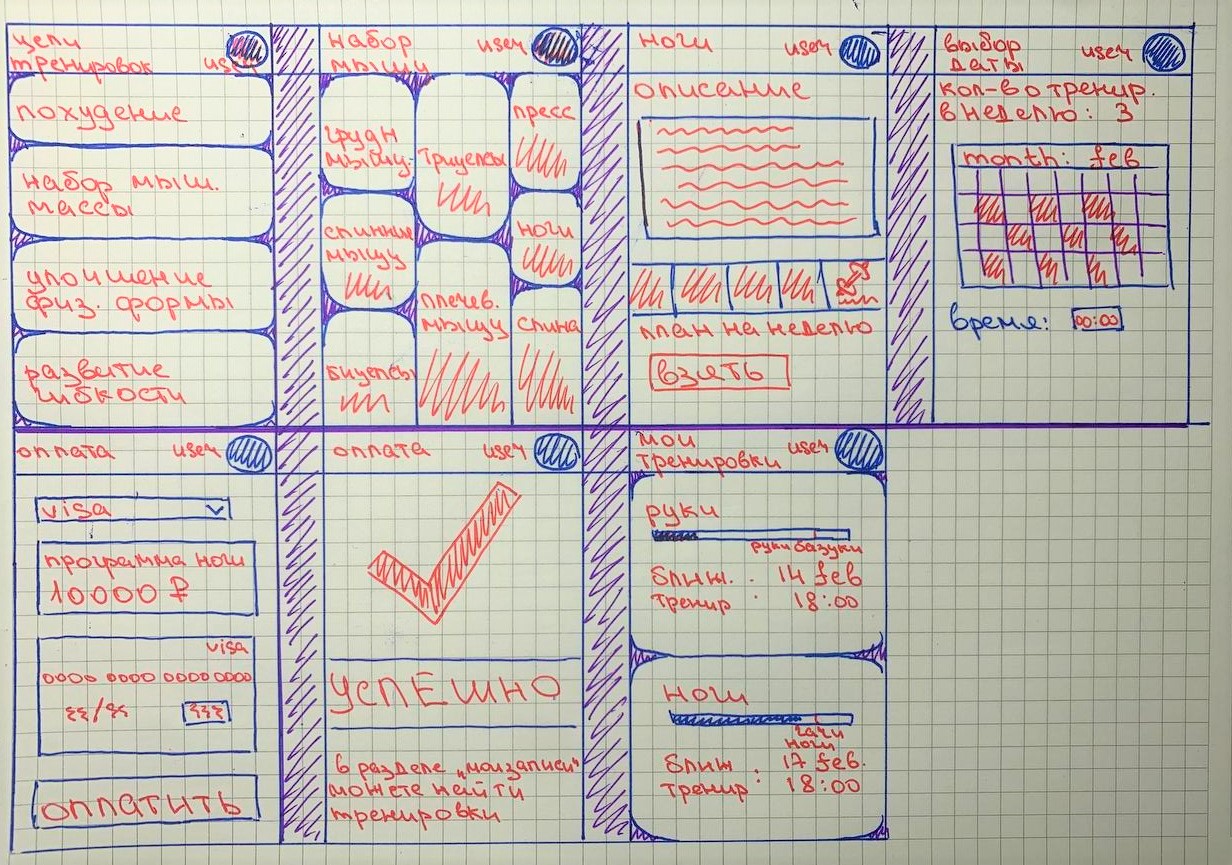 цели
тренировок
user
похудение
набор мыш.
массы
улучшение
физ. формы
развитие
гибкости
набор
мышц
user
грудн
мышц.
трицепсы
пресс
спинные
мышцы
ноги
плечев.
мышцы
бицепсы
спина
ноги
user
описание
план на неделю
взять
выбор
даты
user
кол-во тренир.
в неделю: 3
month: feb
время: 00:00
оплата
user
visa
программа ноги
10000 ₽
visa
0000 0000 0000 0000
оплатить
оплата
user
УСПЕШНО
в разделе „мои записи"
можете найти
тренировки
мои
тренировки
user
руки
руки базуки
ближ.
тренир : 14 feb
18:00
ноги
ноги
ближ
тренир : 17 feb.
18:00